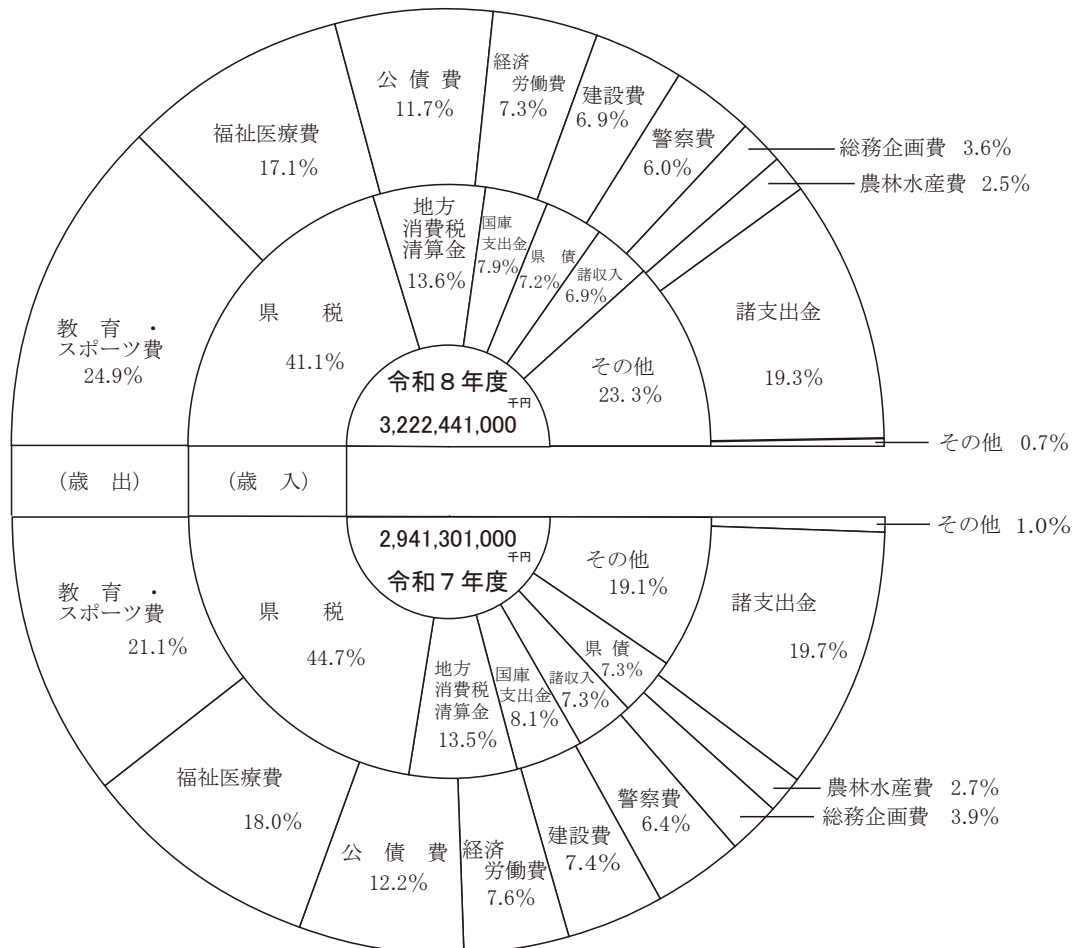 公 債 費
11.7%
経済
労働費
7.3%
建設費
6.9%
警察費
6.0%
総務企画費 3.6%
農林水産費 2.5%
福祉医療費
17.1%
教 育 ・
スポーツ費
24.9%
諸支出金
19.3%
その他 0.7%
県 税
41.1%
地方
消費税
清算金
13.6%
国庫
支出金
7.9%
県 債
7.2%
諸収入
6.9%
その他
23.3%
令和8年度
千円
3,222,441,000
(歳 出)
(歳 入)
2,941,301,000
千円
令和7年度
その他 1.0%
その他
19.1%
諸支出金
19.7%
教 育 ・
スポーツ費
21.1%
県 税
44.7%
地方
消費税
清算金
13.5%
国庫
支出金
8.1%
諸収入
7.3%
県 債
7.3%
福祉医療費
18.0%
公 債 費
12.2%
経済
労働費
7.6%
建設費
7.4%
警察費
6.4%
農林水産費 2.7%
総務企画費 3.9%